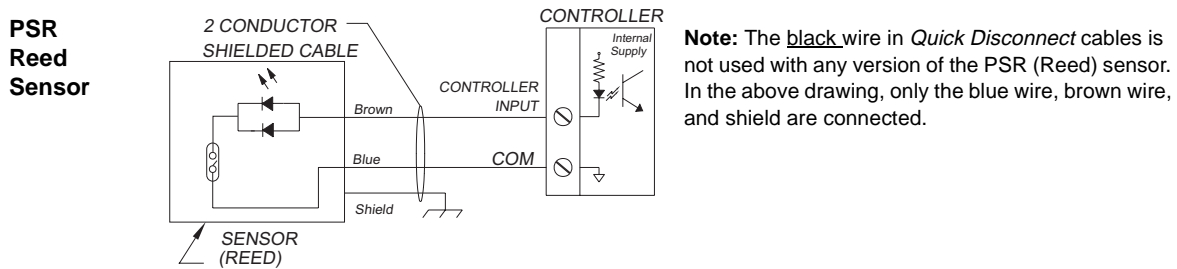 PSR
Reed
Sensor
2 CONDUCTOR
SHIELDED CABLE
CONTROLLER
Internal
Supply
CONTROLLER
INPUT
Brown
Blue
COM
Shield
SENSOR
(REED)
Note: The black wire in Quick Disconnect cables is
not used with any version of the PSR (Reed) sensor.
In the above drawing, only the blue wire, brown wire,
and shield are connected.